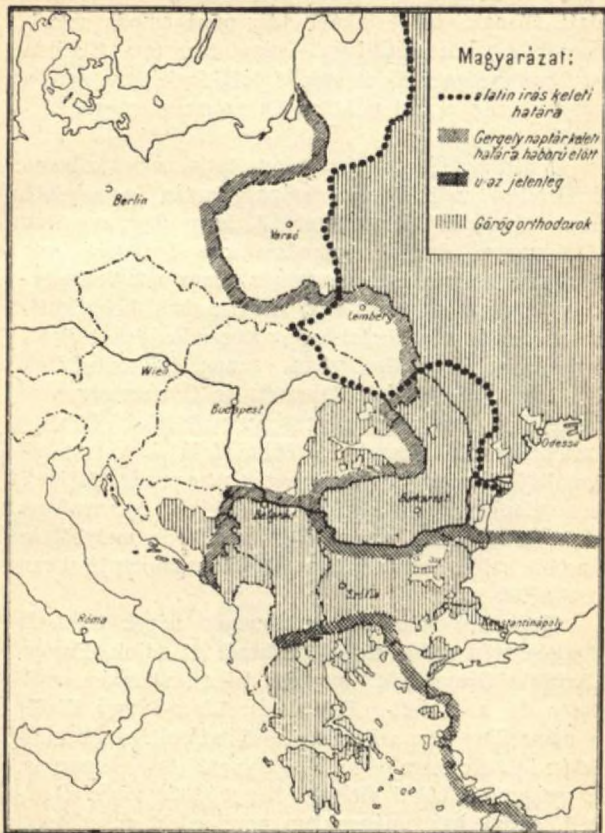 Magyarázat:
a latin irás keleti
határa
Gergely naptár keleti
határa háború előtt
u-az jelenleg
Görög orthodoxok
Berlin
Varsó
Lemberg
Wien
Budapest
Odessa
Bukarest
Belgrád
Szófia
Róma
Konstantinápoly